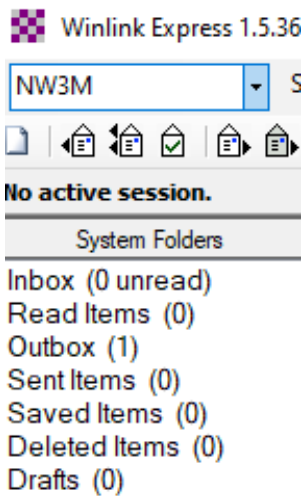 Winlink Express 1.5.36
NW3M
No active session.
System Folders
Inbox (0 unread)
Read Items (0)
Outbox (1)
Sent Items (0)
Saved Items (0)
Deleted Items (0)
Drafts (0)